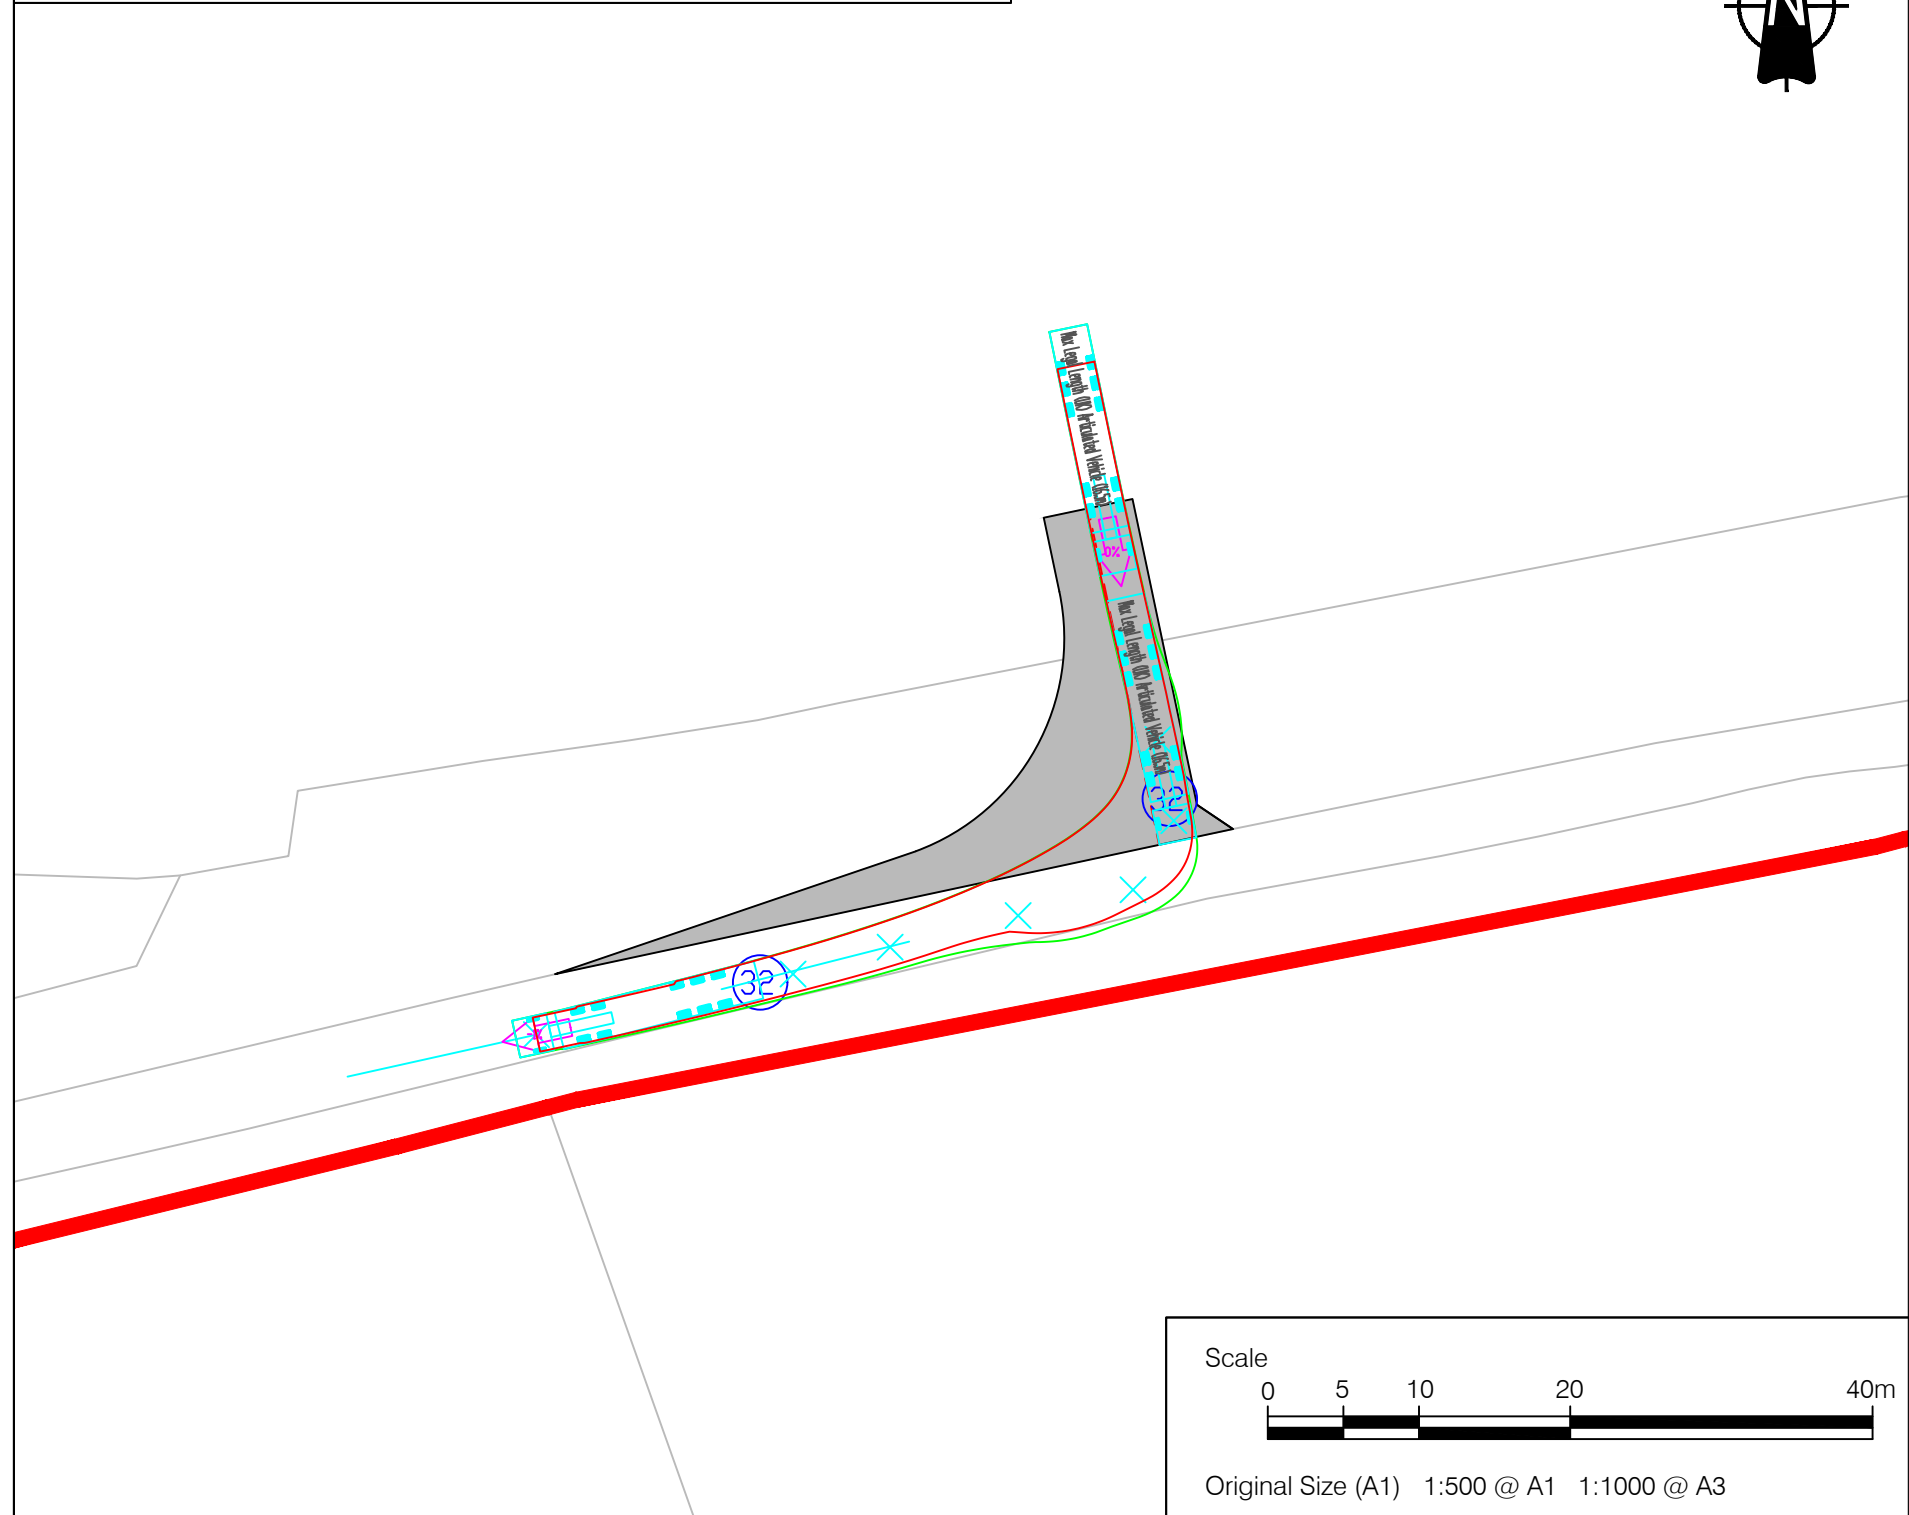 N
Max Legal Length (UK) Articulated Vehicle (16.5m)
0%
Max Legal Length (UK) Articulated Vehicle (16.5m)
32
Scale
0 5 10 20 40m
Original Size (A1) 1:500 @ A1 1:1000 @ A3